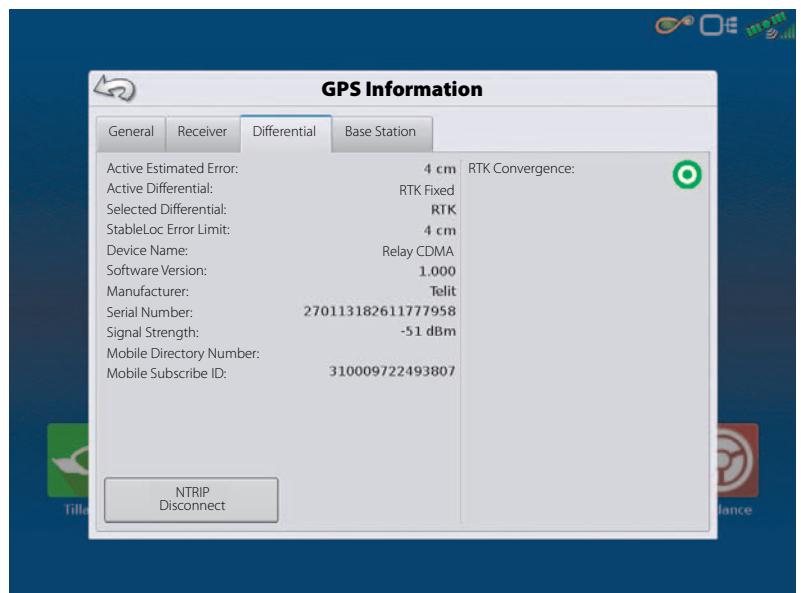 GPS Information
General Receiver Differential Base Station
Active Estimated Error: 4 cm RTK Convergence:
Active Differential: RTK Fixed
Selected Differential: RTK
StableLoc Error Limit: 4 cm
Device Name: Relay CDMA
Software Version: 1.000
Manufacturer: Telit
Serial Number: 270113182611777958
Signal Strength: -51 dBm
Mobile Directory Number:
Mobile Subscribe ID: 310009722493807
NTRIP
Disconnect
Tilla
dance